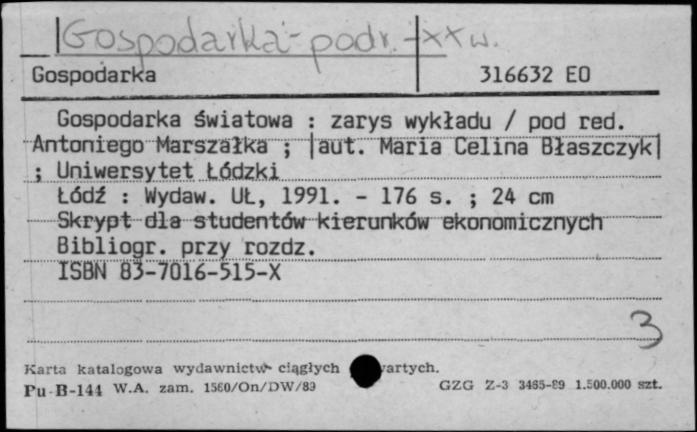 Gospodarka - podr. - XX w.
Gospodarka 316632 EO
Gospodarka światowa : zarys wykładu / pod red.
Antoniego Marszałka ; |aut. Maria Celina Błaszczyk|
; Uniwersytet Łódzki
Łódź : Wydaw. UŁ, 1991. - 176 s. ; 24 cm
Skrypt dla studentów kierunków ekonomicznych
Bibliogr. przy rozdz.
ISBN 83-7016-515-X
3
Karta katalogowa wydawnictw ciągłych
Pu-B-144 W.A. zam. 1560/On/DW/89 GZG Z-3 3465-89 1.500.000 szt.